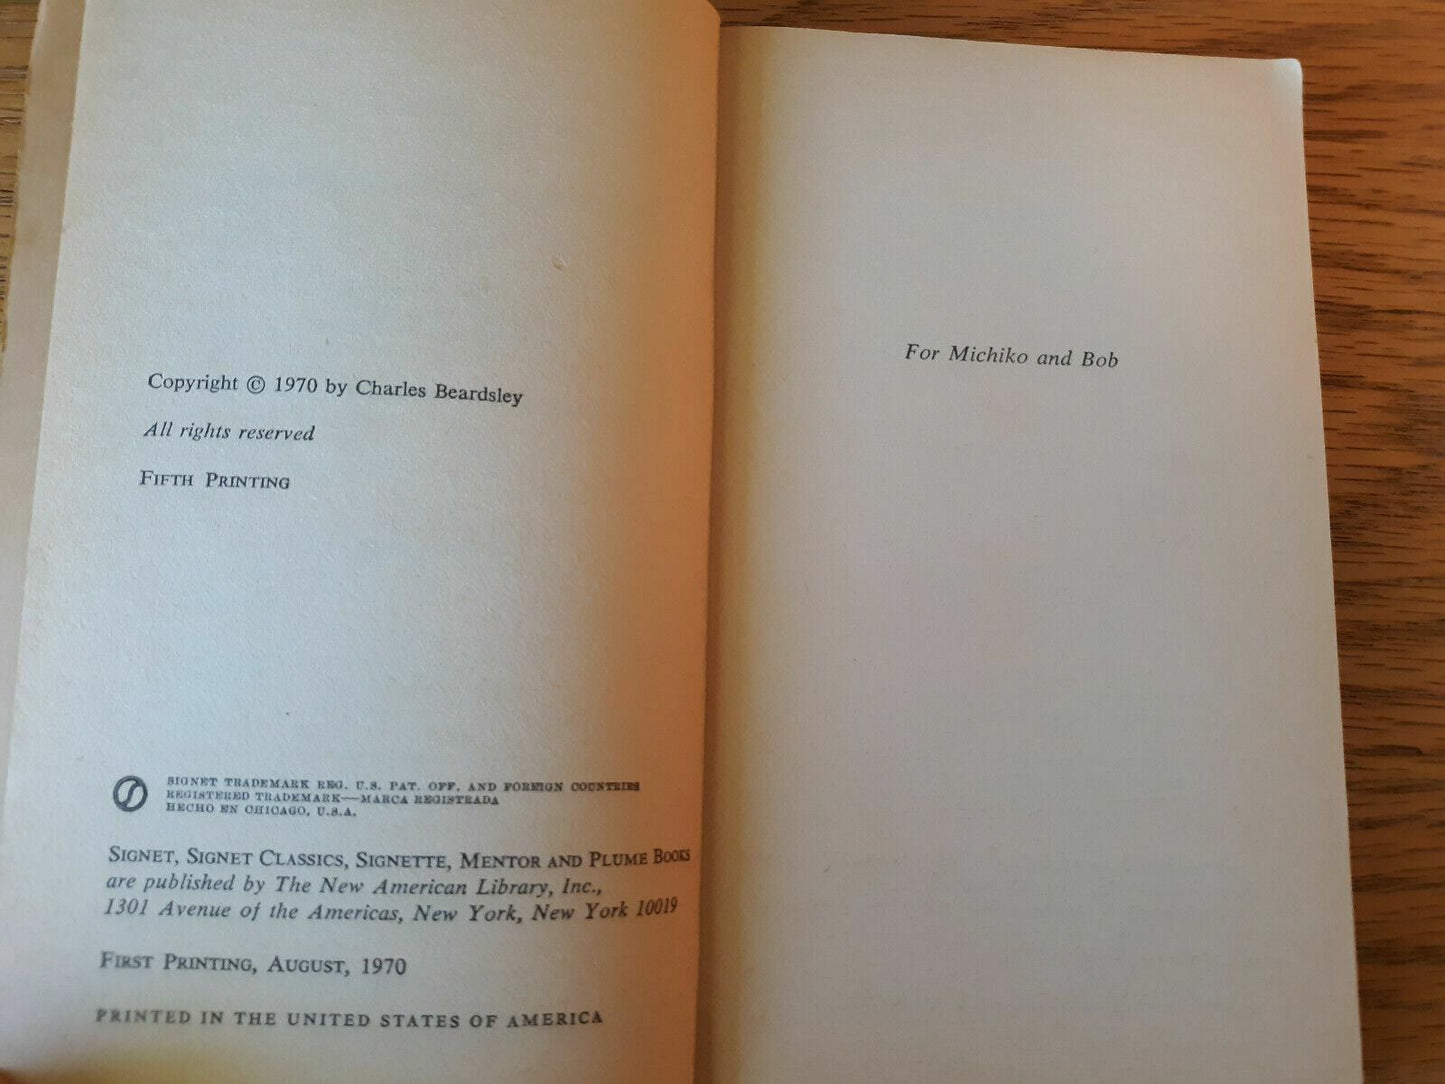 Copyright © 1970 by Charles Beardsley
All rights reserved
FIFTH PRINTING
SIGNET TRADEMARK REG. U.S. PAT. OFF. AND FOREIGN COUNTRIES
REGISTERED TRADEMARK—MARCA REGISTRADA
HECHO EN CHICAGO, U.S.A.
SIGNET, SIGNET CLASSICS, SIGNETTE, MENTOR AND PLUME BOOKS
are published by The New American Library, Inc.,
1301 Avenue of the Americas, New York, New York 10019
FIRST PRINTING, AUGUST, 1970
PRINTED IN THE UNITED STATES OF AMERICA
For Michiko and Bob